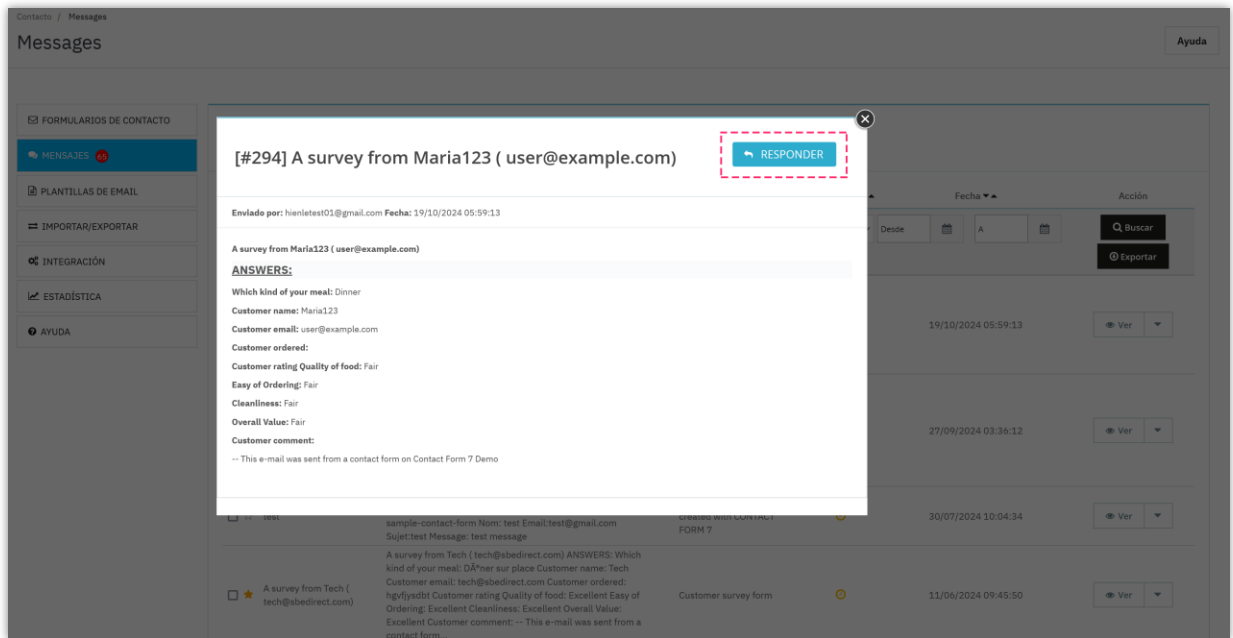 Contacto / Messages
Messages
Ayuda
FORMULARIOS DE CONTACTO
MENSAJES
PLANTILLAS DE EMAIL
IMPORTAR/EXPORTAR
INTEGRACIÓN
ESTADÍSTICA
AYUDA
[#294] A survey from Maria123 ( user@example.com)
RESPONDER
Enviado por: hienletest01@gmail.com Fecha: 19/10/2024 05:59:13
A survey from Maria123 ( user@example.com)
ANSWERS:
Which kind of your meal: Dinner
Customer name: Maria123
Customer email: user@example.com
Customer ordered:
Customer rating Quality of food: Fair
Easy of Ordering: Fair
Cleanliness: Fair
Overall Value: Fair
Customer comment:
-- This e-mail was sent from a contact form on Contact Form 7 Demo
Fecha
Acción
Desde
A
Buscar
Exportar
19/10/2024 05:59:13
Ver
27/09/2024 03:36:12
Ver
test
sample-contact-form Nom: test Email:test@gmail.com
Sujet:test Message: test message
created with CONTACT
FORM 7
30/07/2024 10:04:34
Ver
A survey from Tech (
tech@sbedirect.com)
A survey from Tech ( tech@sbedirect.com) ANSWERS: Which
kind of your meal: DÃªner sur place Customer name: Tech
Customer email: tech@sbedirect.com Customer ordered:
hgvfjysdbt Customer rating Quality of food: Excellent Easy of
Ordering: Excellent Cleanliness: Excellent Overall Value:
Excellent Customer comment: -- This e-mail was sent from a
contact form
Customer survey form
11/06/2024 09:45:50
Ver